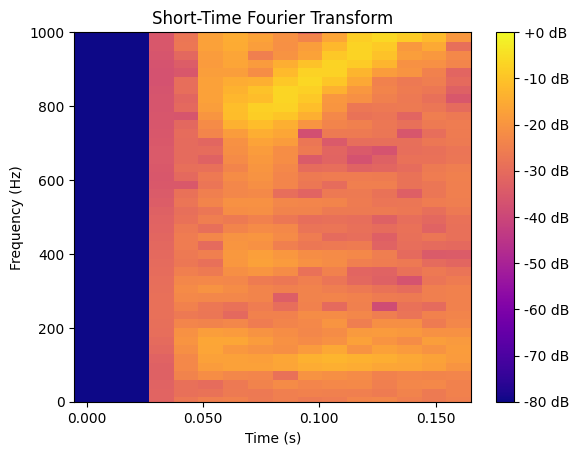 Short-Time Fourier Transform
1000
800
600
400
200
0
Frequency (Hz)
0.000
0.050
0.100
0.150
Time (s)
+0 dB
-10 dB
-20 dB
-30 dB
-40 dB
-50 dB
-60 dB
-70 dB
-80 dB